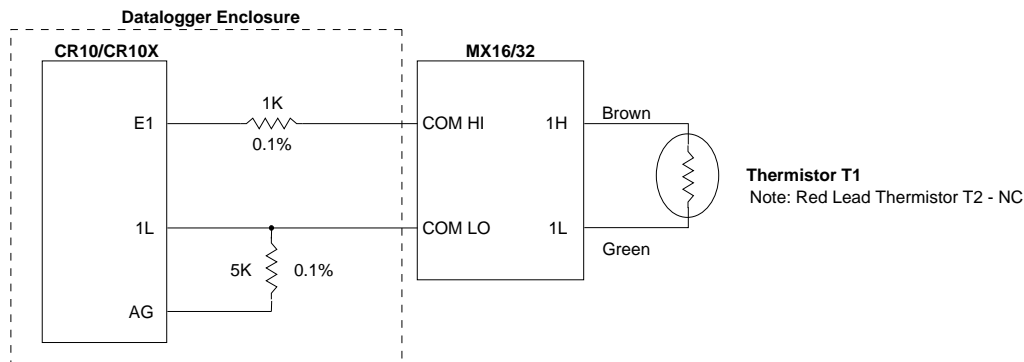 Datalogger Enclosure
CR10/CR10X
MX16/32
1K
E1
0.1%
COM HI
1H
Brown
Thermistor T1
Note: Red Lead Thermistor T2 - NC
1L
COM LO
1L
Green
5K
0.1%
AG